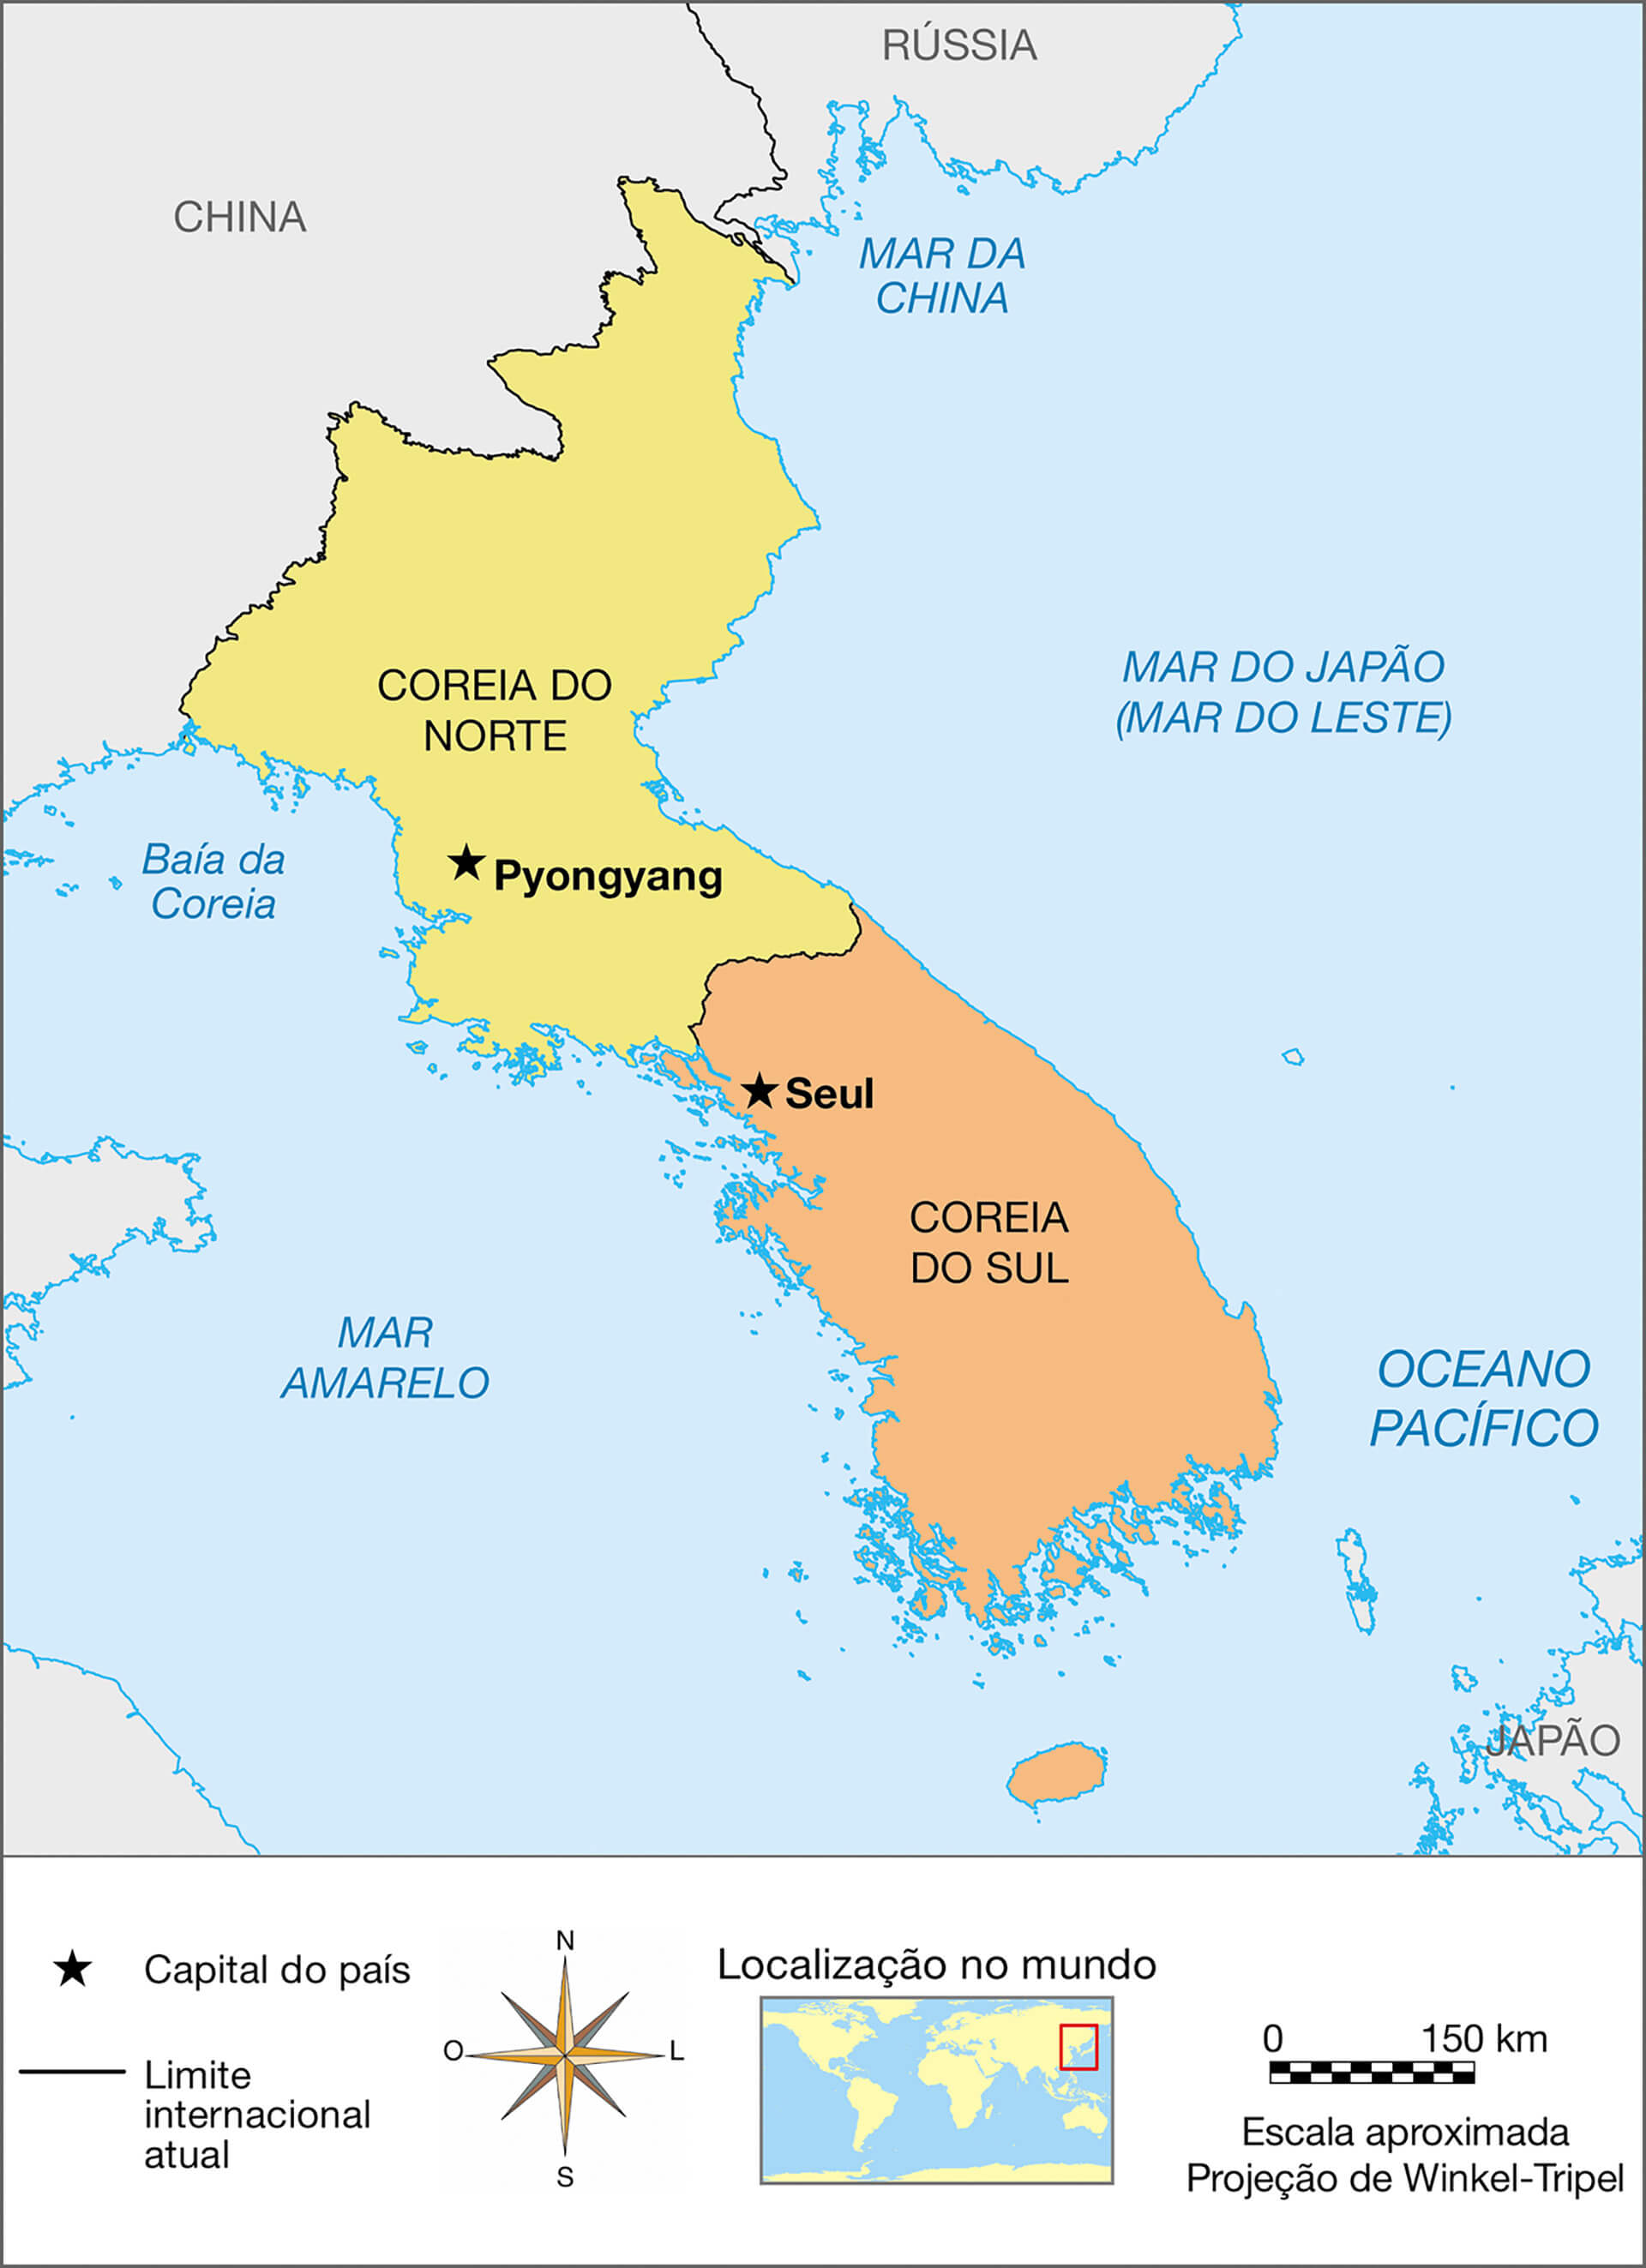 RÚSSIA
CHINA
MAR DA
CHINA
COREIA DO
NORTE
MAR DO JAPÃO
(MAR DO LESTE)
Baía da
Coreia
Pyongyang
Seul
COREIA
DO SUL
MAR
AMARELO
OCEANO
PACÍFICO
JAPÃO
Capital do país
Limite
internacional
atual
N
O
L
S
Localização no mundo
0 150 km
Escala aproximada
Projeção de Winkel-Tripel